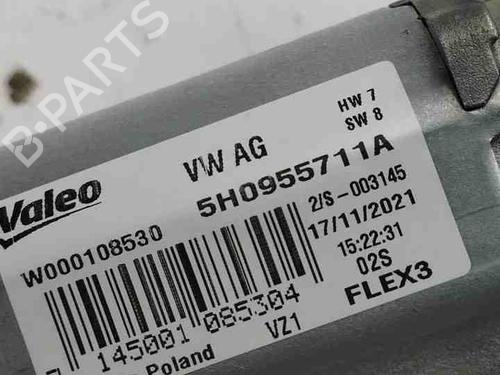 B-PARTS
Valeo
VW AG
HW 7
SW 8
5H0955711A
W000108530
2/S-003145
17/11/2021
15:22:31
02S
FLEX3
145001 085304
Poland
VZ1